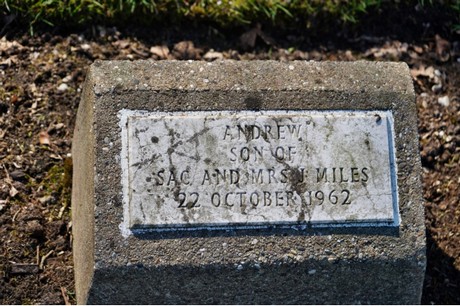 ANDREW
SON OF
SAC AND MRS J MILES
22 OCTOBER 1962